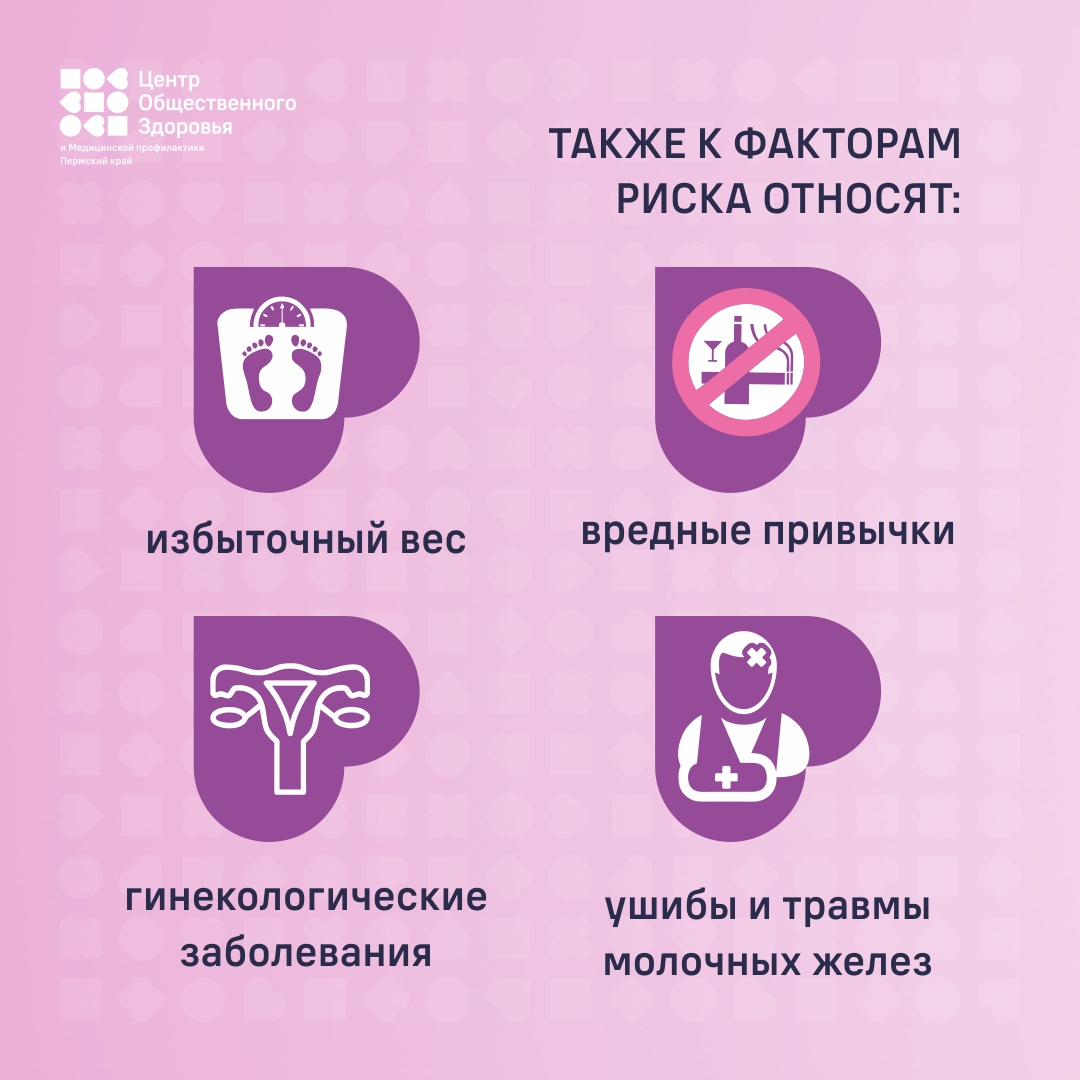 Центр
Общественного
Здоровья
и Медицинской профилактики
Пермский край
ТАКЖЕ К ФАКТОРАМ
РИСКА ОТНОСЯТ:
избыточный вес
вредные привычки
гинекологические
заболевания
ушибы и травмы
молочных желез